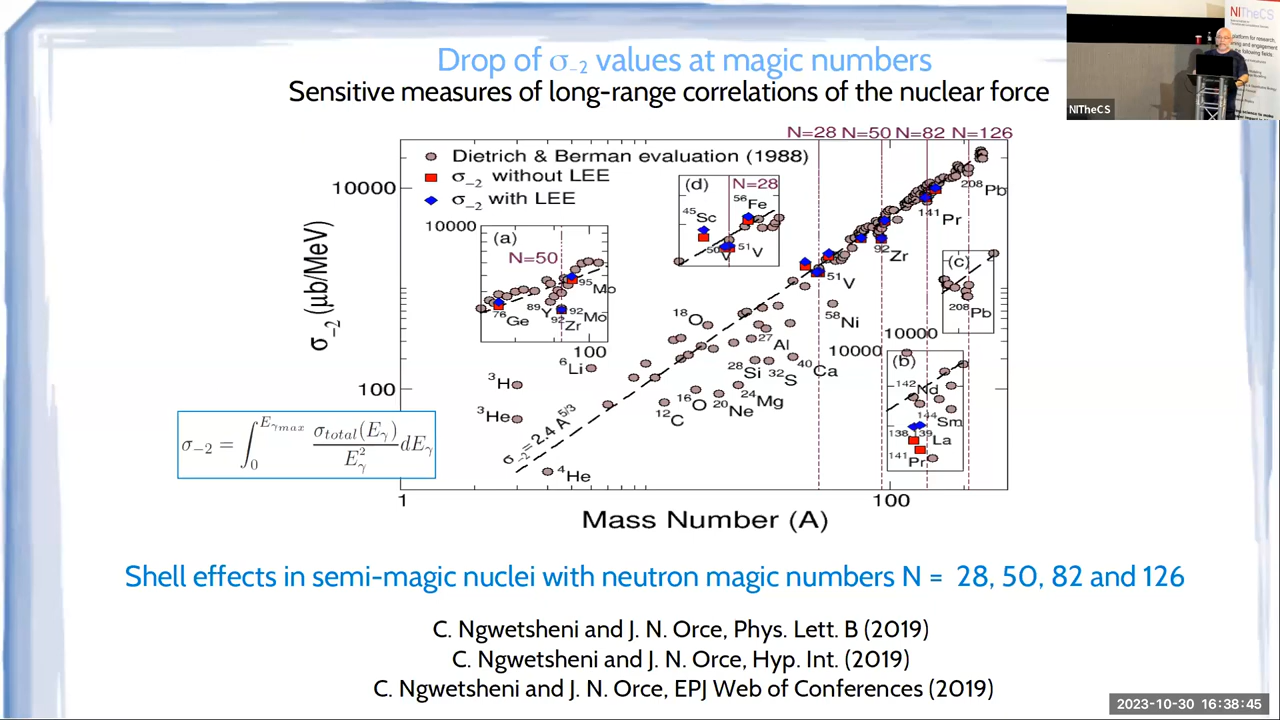 Drop of σ₋₂ values at magic numbers
Sensitive measures of long-range correlations of the nuclear force
NITheCS
NITheCS
N=28 N=50 N=82 N=126
Dietrich & Berman evaluation (1988)
σ₋₂ without LEE
σ₋₂ with LEE
10000
100
σ₋₂ (μb/MeV)
10000
(a)
N=50
⁹⁵Mo
⁷⁶Ge
⁸⁹Y
⁹²Mo
⁹²Zr
100
(d)
N=28
⁵⁶Fe
⁴⁵Sc
⁵⁰V
⁵¹V
²⁰⁸Pb
¹⁴¹Pr
⁹²Zr
⁵¹V
⁵⁸Ni
(c)
²⁰⁸Pb
10000
10000
(b)
¹⁴²Nd
¹⁴⁴Sm
¹³⁸ ¹³⁹La
¹⁴¹Pr
¹⁸O
²⁷Al
⁴⁰Ca
²⁸Si
³²S
⁶Li
³H
³He
¹²C
¹⁶O
²⁰Ne
²⁴Mg
⁴He
σ₋₂ = 2.4 A^5/3
σ₋₂ = ∫₀^Eγmax σtotal(Eγ)/Eγ² dEγ
1
100
Mass Number (A)
Shell effects in semi-magic nuclei with neutron magic numbers N = 28, 50, 82 and 126
C. Ngwetsheni and J. N. Orce, Phys. Lett. B (2019)
C. Ngwetsheni and J. N. Orce, Hyp. Int. (2019)
C. Ngwetsheni and J. N. Orce, EPJ Web of Conferences (2019)
2023-10-30 16:38:45